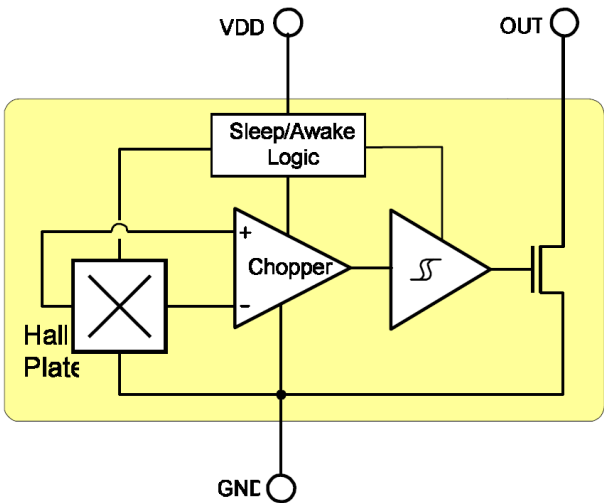 VDD
OUT
Sleep/Awake
Logic
+
Chopper
-
Hall
Plate
GND